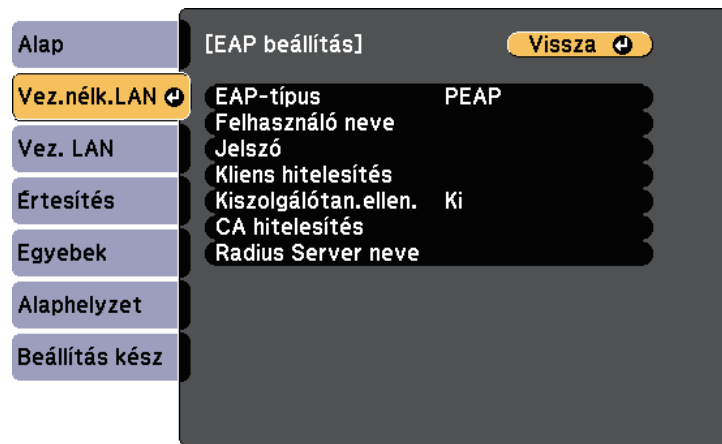 Alap
Vez.nélk.LAN
Vez. LAN
Értesítés
Egyebek
Alaphelyzet
Beállítás kész
[EAP beállítás]
Vissza
EAP-típus PEAP
Felhasználó neve
Jelszó
Kliens hitelesítés
Kiszolgálótan.ellen. Ki
CA hitelesítés
Radius Server neve